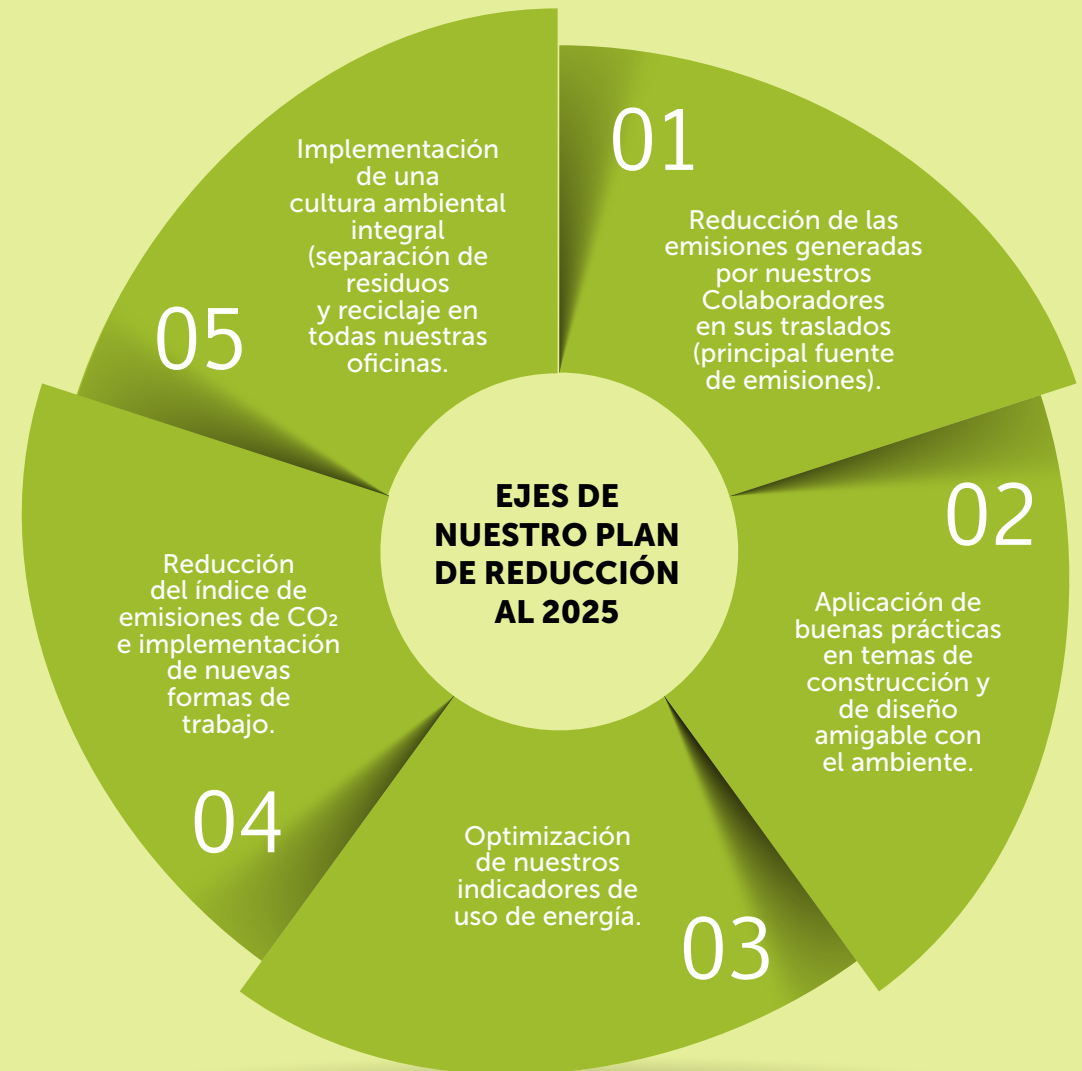 EJES DE
NUESTRO PLAN
DE REDUCCIÓN
AL 2025
01
Reducción de las
emisiones generadas
por nuestros
Colaboradores
en sus traslados
(principal fuente
de emisiones).
02
Aplicación de
buenas prácticas
en temas de
construcción y
de diseño
amigable con
el ambiente.
03
Optimización
de nuestros
indicadores de
uso de energía.
04
Reducción
del índice de
emisiones de CO₂
e implementación
de nuevas
formas de
trabajo.
05
Implementación
de una
cultura ambiental
integral
(separación de
residuos
y reciclaje en
todas nuestras
oficinas.